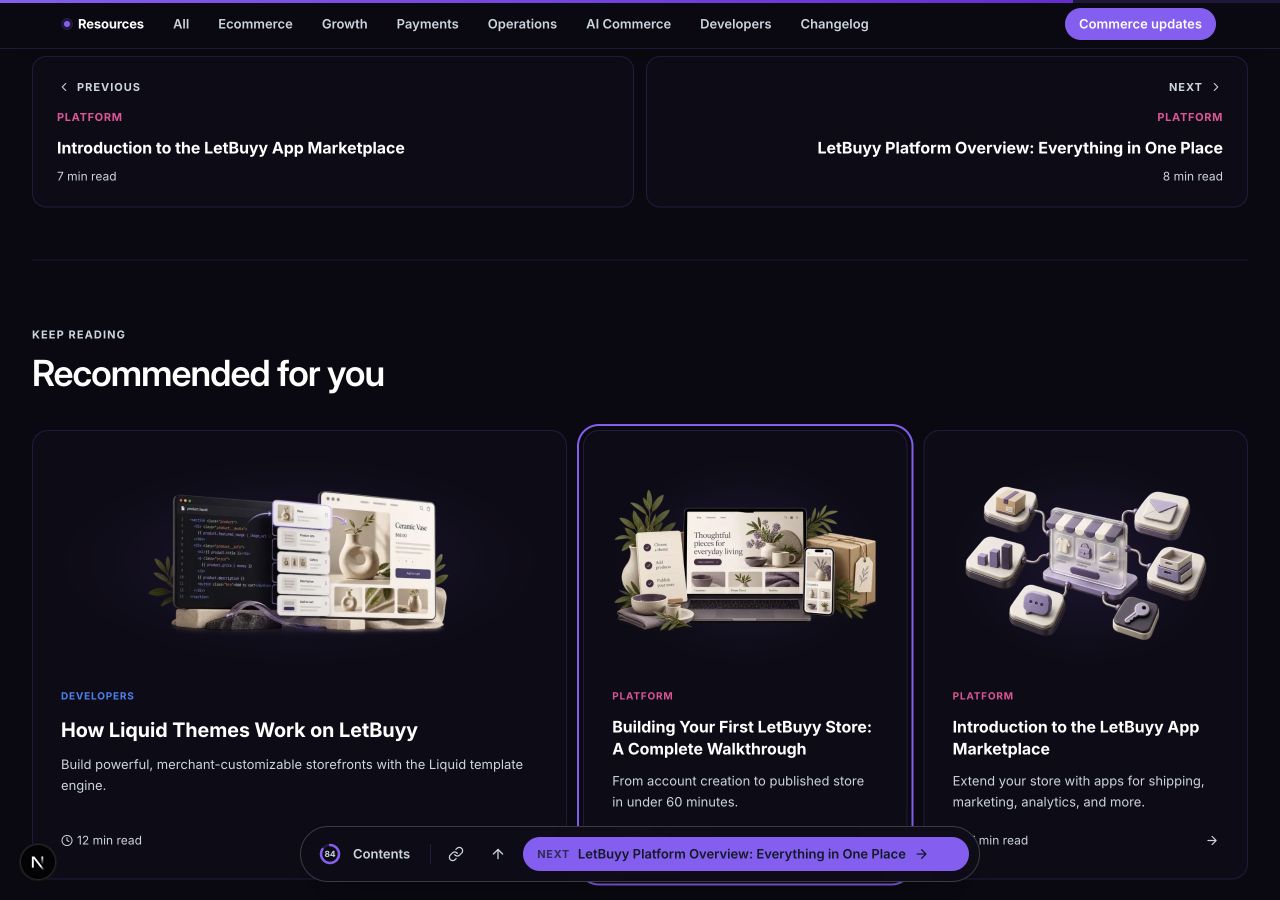 Resources All Ecommerce Growth Payments Operations AI Commerce Developers Changelog Commerce updates
PREVIOUS
PLATFORM
Introduction to the LetBuyy App Marketplace
7 min read
NEXT
PLATFORM
LetBuyy Platform Overview: Everything in One Place
8 min read
KEEP READING
Recommended for you
Ceramic Vase
DEVELOPERS
How Liquid Themes Work on LetBuyy
Build powerful, merchant-customizable storefronts with the Liquid template
engine.
12 min read
Thoughtful
pieces for
everyday living
PLATFORM
Building Your First LetBuyy Store:
A Complete Walkthrough
From account creation to published store
in under 60 minutes.
PLATFORM
Introduction to the LetBuyy App
Marketplace
Extend your store with apps for shipping,
marketing, analytics, and more.
min read
N
84 Contents NEXT LetBuyy Platform Overview: Everything in One Place